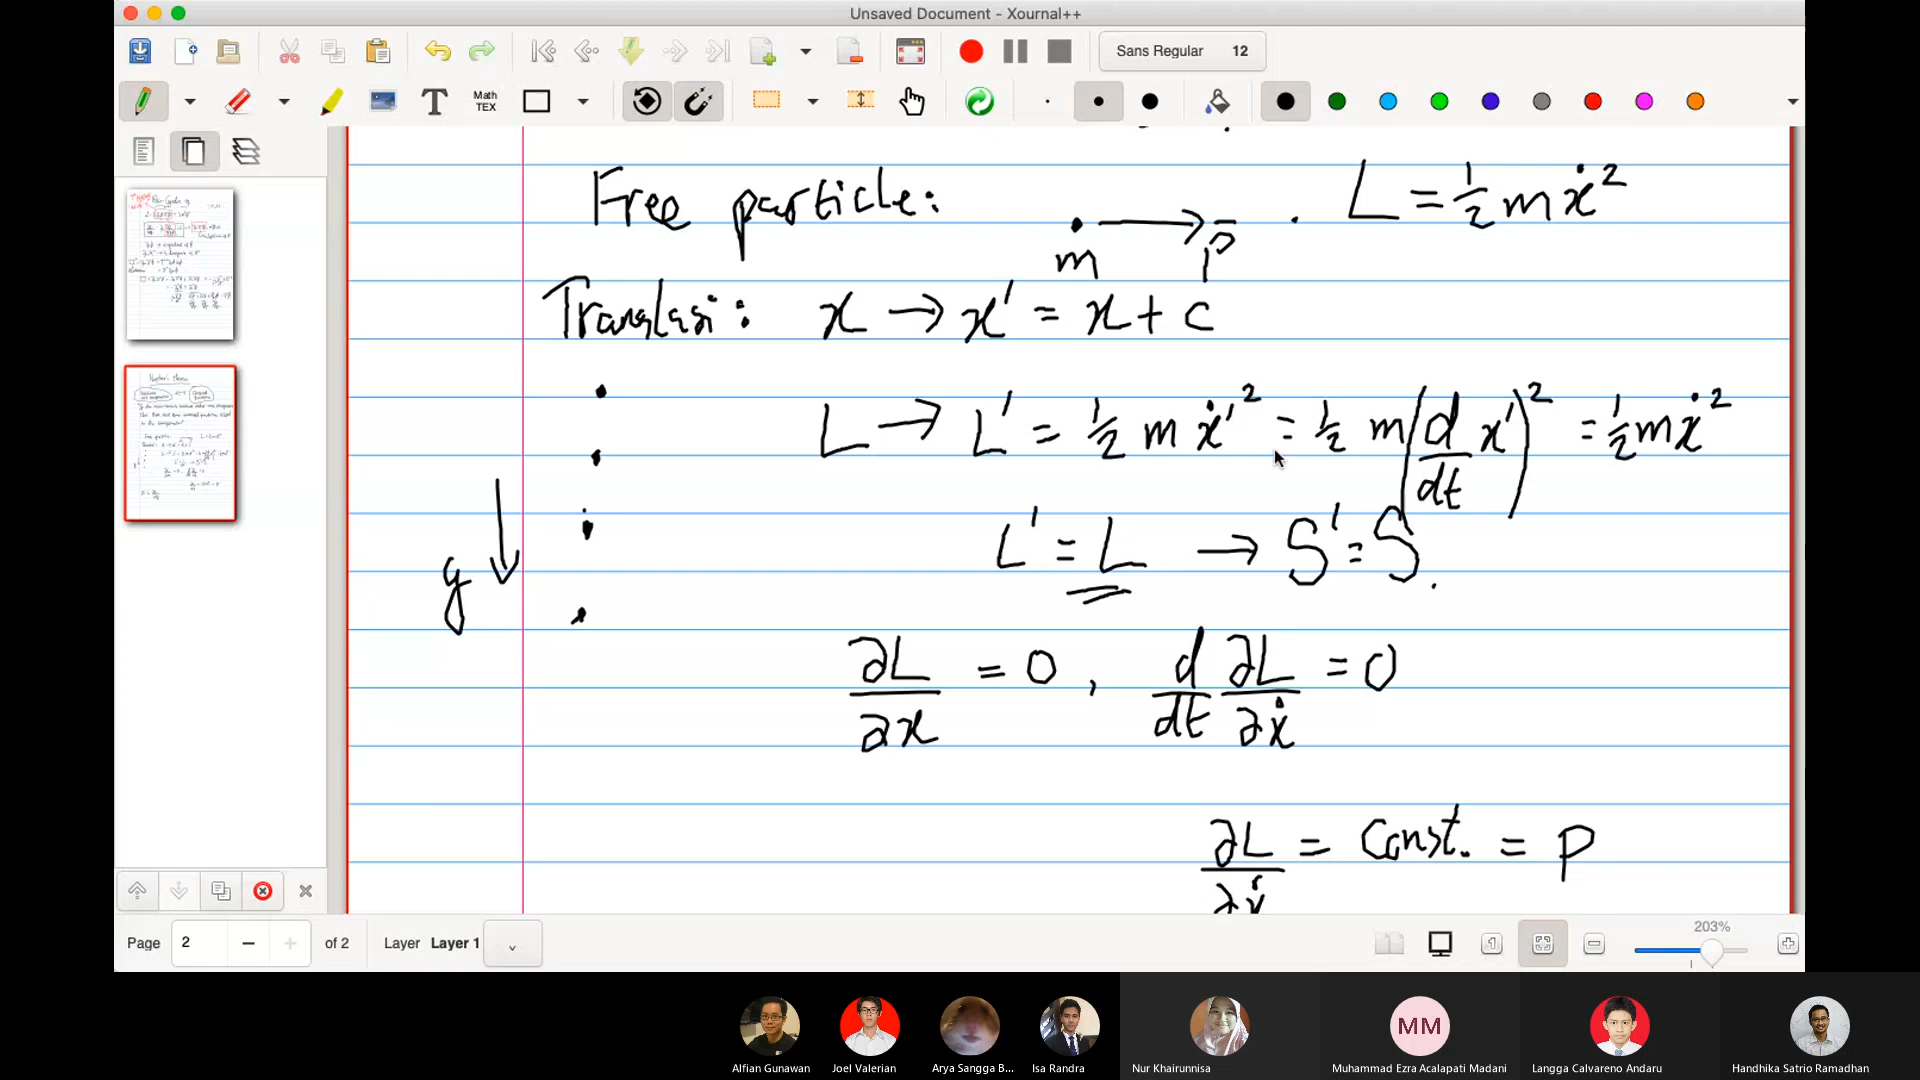 Unsaved Document - Xournal++
Sans Regular 12
T
Math
TEX
Free particle: m → p̄ . L = ½ m ẋ²
Translasi: x → x' = x + c
L → L' = ½ m ẋ'² = ½ m (d/dt x')² = ½ m ẋ²
L' = L → S' = S.
g
∂L/∂x = 0 , d/dt ∂L/∂ẋ = 0
∂L/∂ẋ = Const. = p
Page 2 of 2 Layer Layer 1
203%
MM
Alfian Gunawan Joel Valerian Arya Sangga B... Isa Randra Nur Khairunnisa Muhammad Ezra Acalapati Madani Langga Calvareno Andaru Handhika Satrio Ramadhan